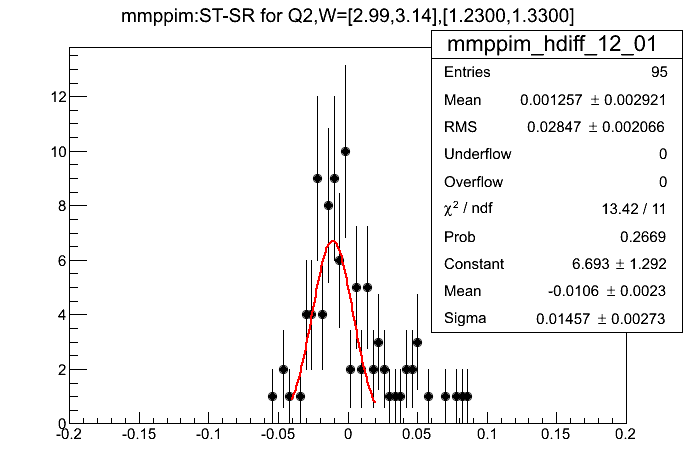 mmppim:ST-SR for Q2,W=[2.99,3.14],[1.2300,1.3300]
mmppim_hdiff_12_01
Entries 95
Mean 0.001257 ± 0.002921
RMS 0.02847 ± 0.002066
Underflow 0
Overflow 0
χ² / ndf 13.42 / 11
Prob 0.2669
Constant 6.693 ± 1.292
Mean -0.0106 ± 0.0023
Sigma 0.01457 ± 0.00273
12
10
8
6
4
2
0
-0.2 -0.15 -0.1 -0.05 0 0.05 0.1 0.15 0.2